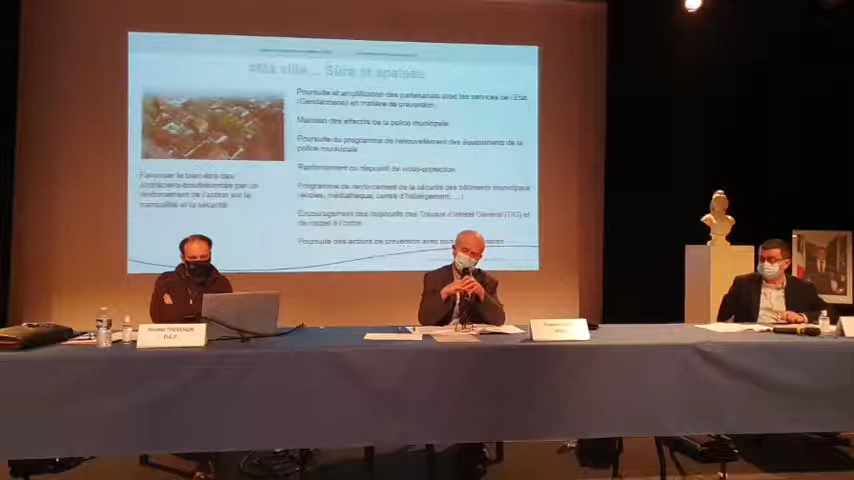 #Ma ville... Sûre et apaisée
Poursuite et amplification des partenariats avec les services de l'Etat
(Gendarmerie) en matière de prévention
Maintien des effectifs de la police municipale
Poursuite du programme de renouvellement des équipements de la
police municipale
Renforcement du dispositif de vidéo-protection
Programme de renforcement de la sécurité des bâtiments municipaux
(écoles, médiathèque, centre d'hébergement, ...)
Encouragement des dispositifs des Travaux d'Intérêt Général (TIG) et
de rappel à l'ordre
Poursuite des actions de prévention avec
Favoriser le bien-être des
par un
renforcement de l'action sur la
tranquillité et la sécurité
THEVENON
D.G.S